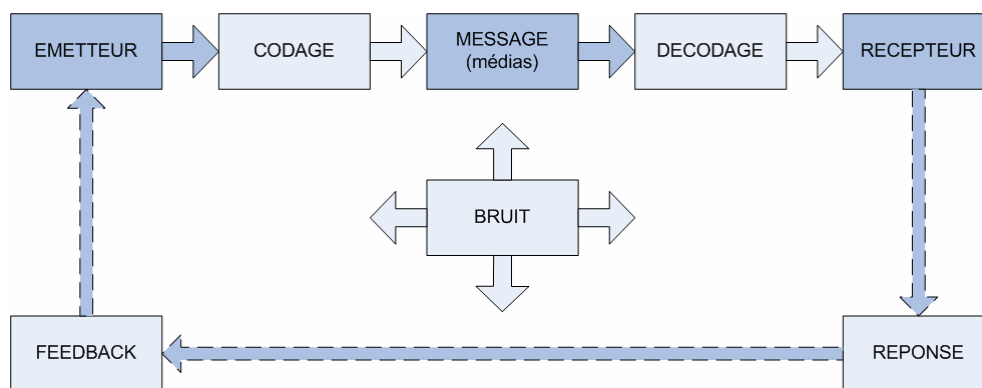 EMETTEUR
CODAGE
MESSAGE
(médias)
DECODAGE
RECEPTEUR
BRUIT
FEEDBACK
REPONSE